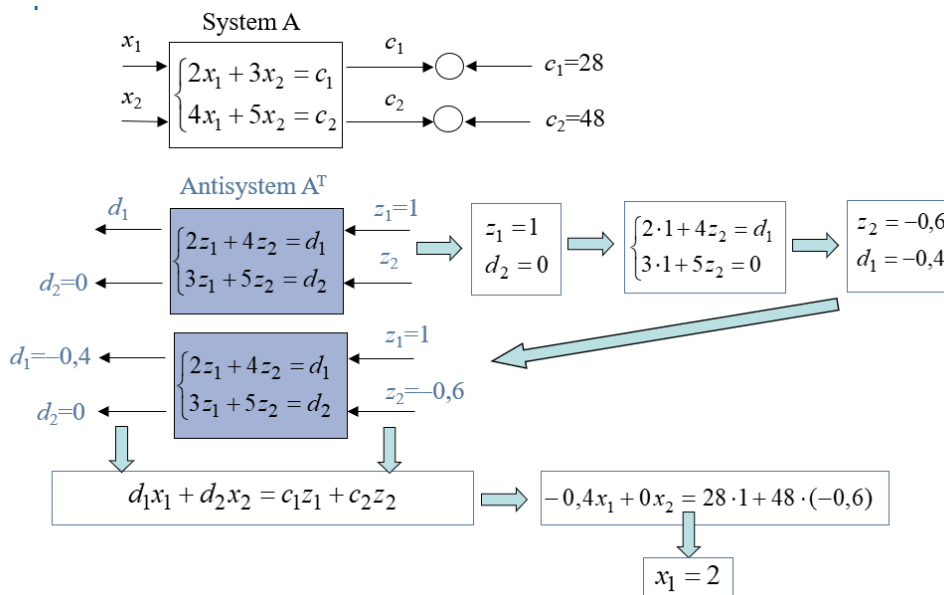 System A
x₁
x₂
2x₁ + 3x₂ = c₁
4x₁ + 5x₂ = c₂
c₁
c₂
c₁=28
c₂=48
Antisystem Aᵀ
d₁
d₂=0
2z₁ + 4z₂ = d₁
3z₁ + 5z₂ = d₂
z₁=1
z₂
z₁ = 1
d₂ = 0
2·1 + 4z₂ = d₁
3·1 + 5z₂ = 0
z₂ = −0,6
d₁ = −0,4
d₁=–0,4
d₂=0
2z₁ + 4z₂ = d₁
3z₁ + 5z₂ = d₂
z₁=1
z₂=–0,6
d₁x₁ + d₂x₂ = c₁z₁ + c₂z₂
−0,4x₁ + 0x₂ = 28·1 + 48·(−0,6)
x₁ = 2